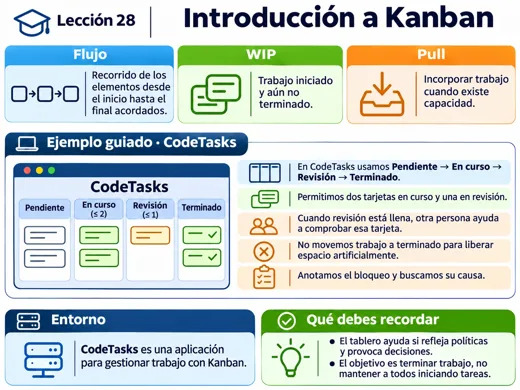 Lección 28
Introducción a Kanban
Flujo
Recorrido de los
elementos desde
el inicio hasta el
final acordados.
WIP
Trabajo iniciado
y aún no
terminado.
Pull
Incorporar trabajo
cuando existe
capacidad.
Ejemplo guiado · CodeTasks
CodeTasks
Pendiente
En curso
(≤ 2)
Revisión
(≤ 1)
Terminado
En CodeTasks usamos Pendiente → En curso →
Revisión → Terminado.
Permitimos dos tarjetas en curso y una en revisión.
Cuando revisión está llena, otra persona ayuda
a comprobar esa tarjeta.
No movemos trabajo a terminado para liberar
espacio artificialmente.
Anotamos el bloqueo y buscamos su causa.
Entorno
CodeTasks es una aplicación
para gestionar trabajo con Kanban.
Qué debes recordar
• El tablero ayuda si refleja políticas
y provoca decisiones.
• El objetivo es terminar trabajo, no
mantener a todos iniciando tareas.